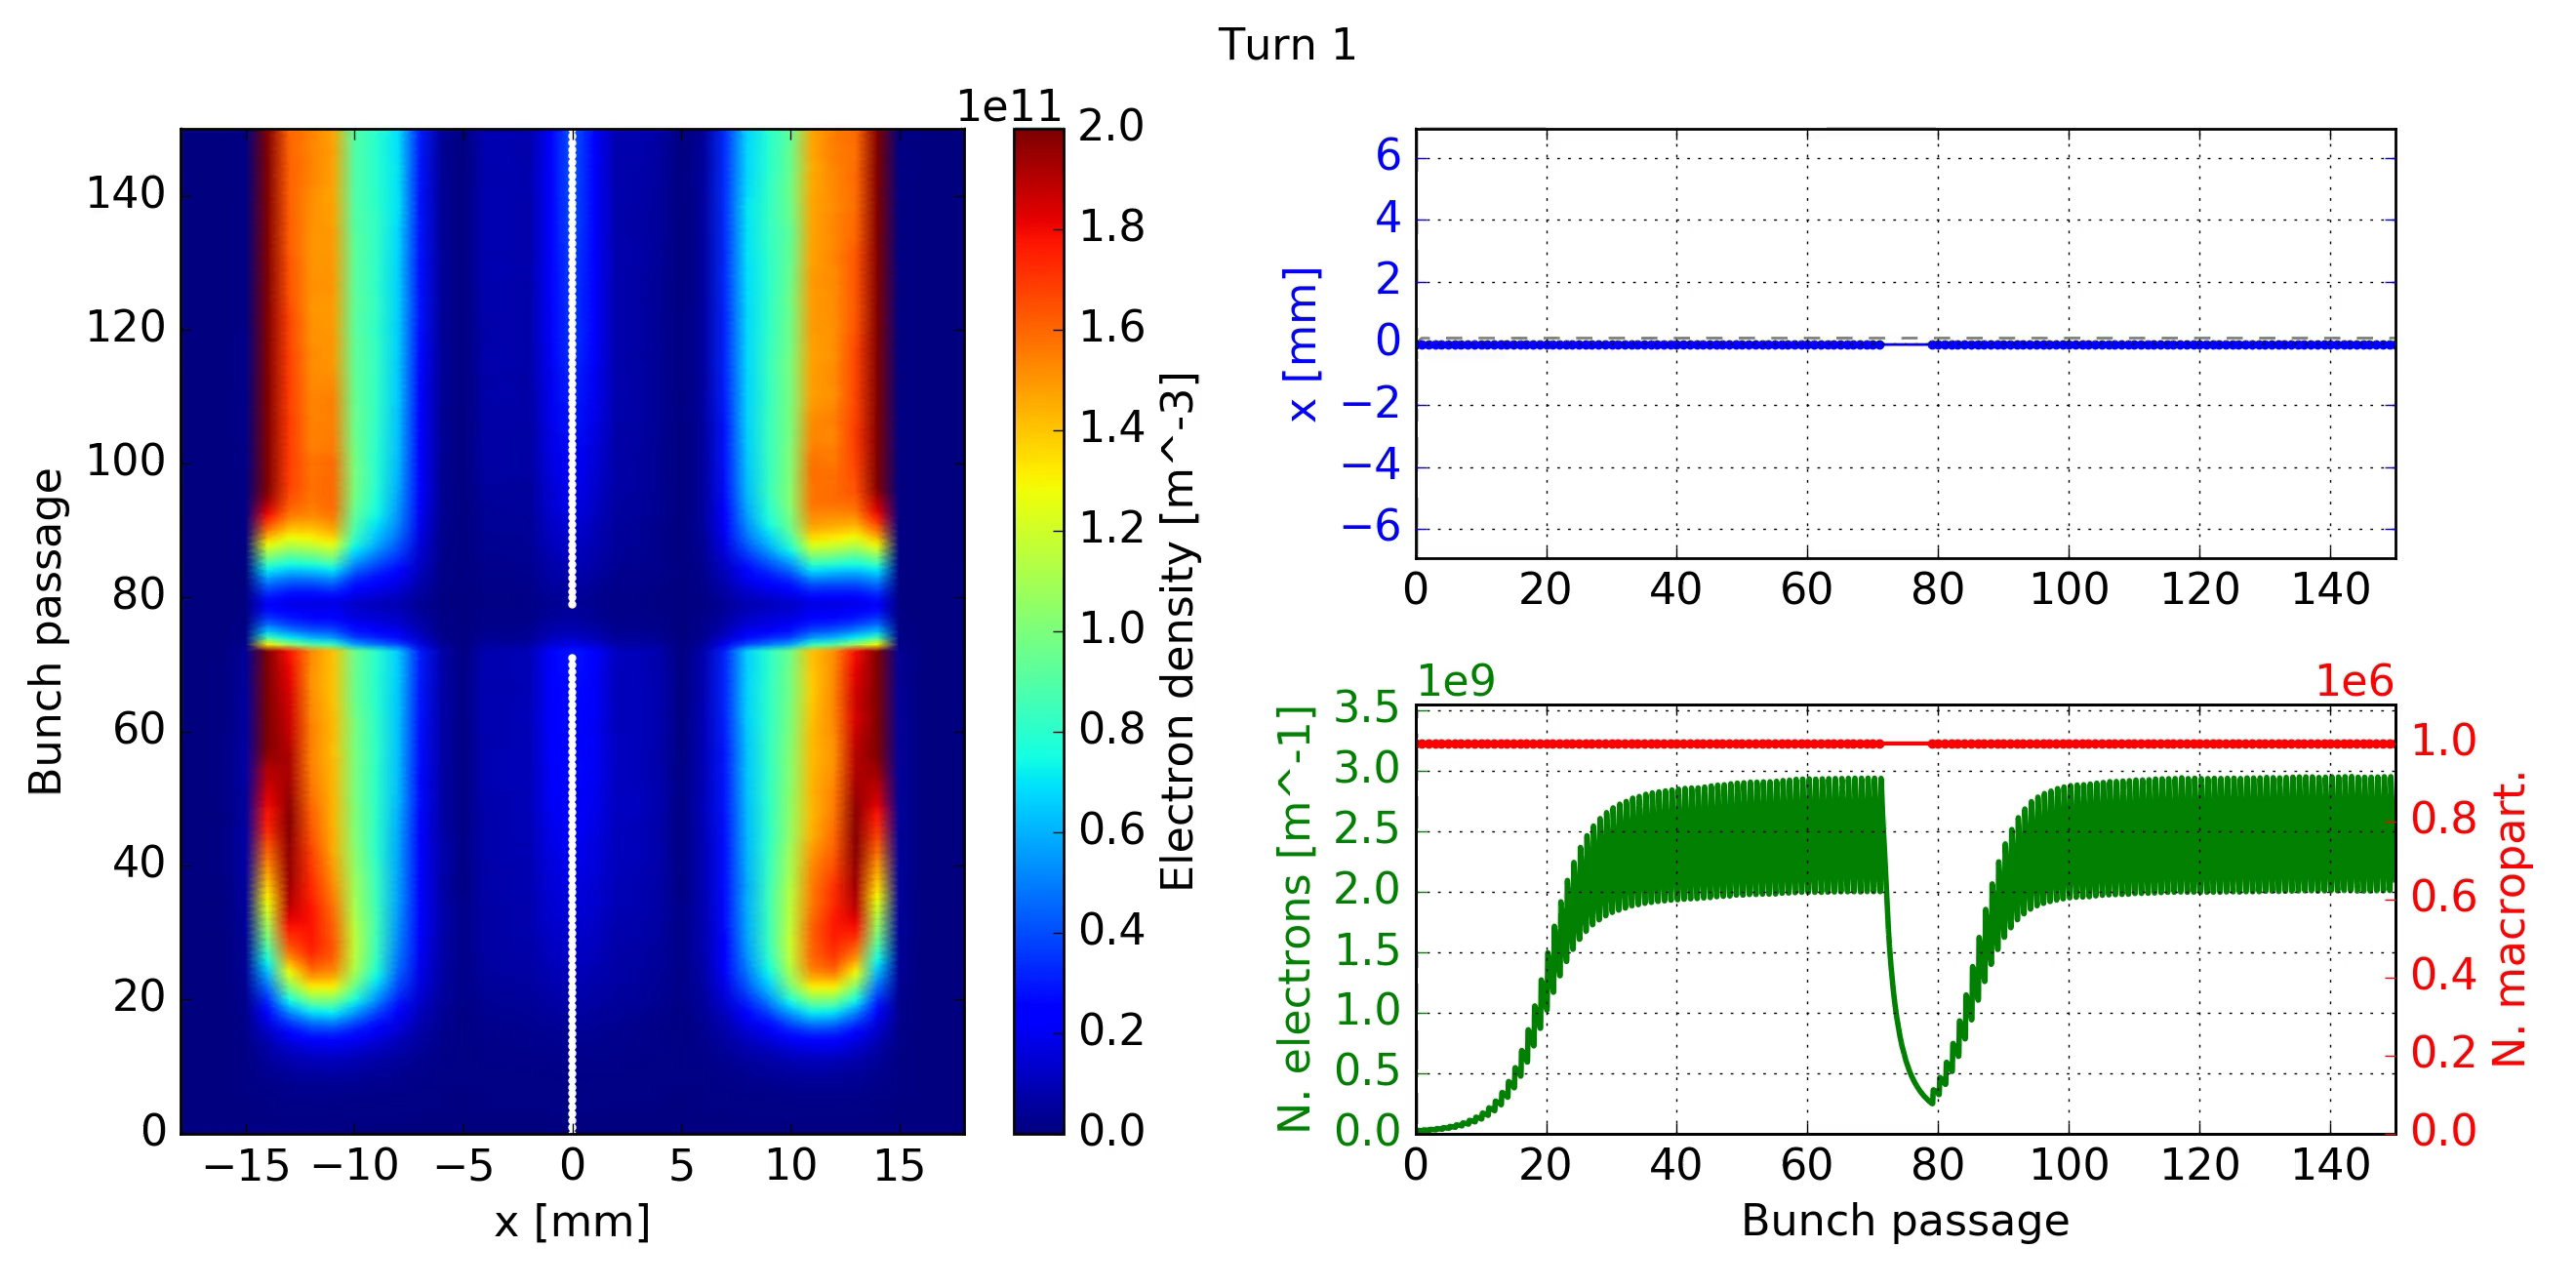 Turn 1
1e11
Bunch passage
140
120
100
80
60
40
20
0
−15 −10 −5 0 5 10 15
x [mm]
2.0
1.8
1.6
1.4
1.2
1.0
0.8
0.6
0.4
0.2
0.0
Electron density [m^-3]
x [mm]
6
4
2
0
−2
−4
−6
0 20 40 60 80 100 120 140
1e9
1e6
N. electrons [m^-1]
3.5
3.0
2.5
2.0
1.5
1.0
0.5
0.0
1.0
0.8
0.6
0.4
0.2
0.0
N. macropart.
0 20 40 60 80 100 120 140
Bunch passage